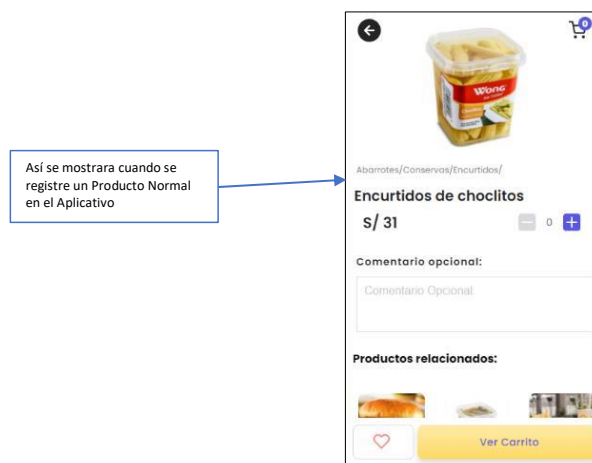 Así se mostrara cuando se
registre un Producto Normal
en el Aplicativo
0
Wong
Abarrotes/Conservas/Encurtidos/
Encurtidos de choclitos
S/ 31
0
Comentario opcional:
Comentario Opcional
Productos relacionados:
Ver Carrito